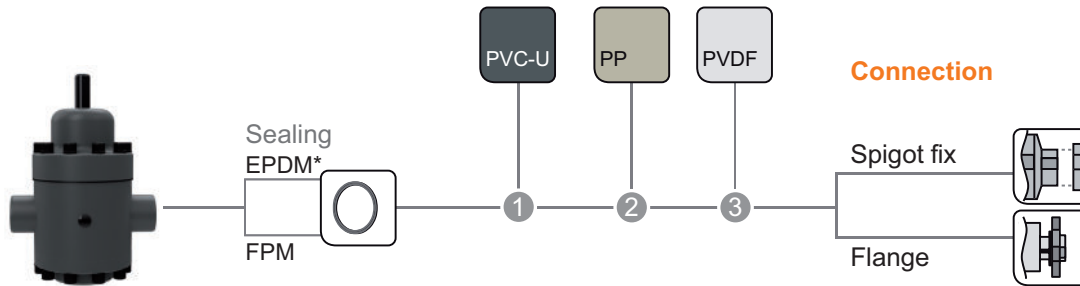 PVC-U
PP
PVDF
Connection
Sealing
EPDM*
FPM
1
2
3
Spigot fix
Flange